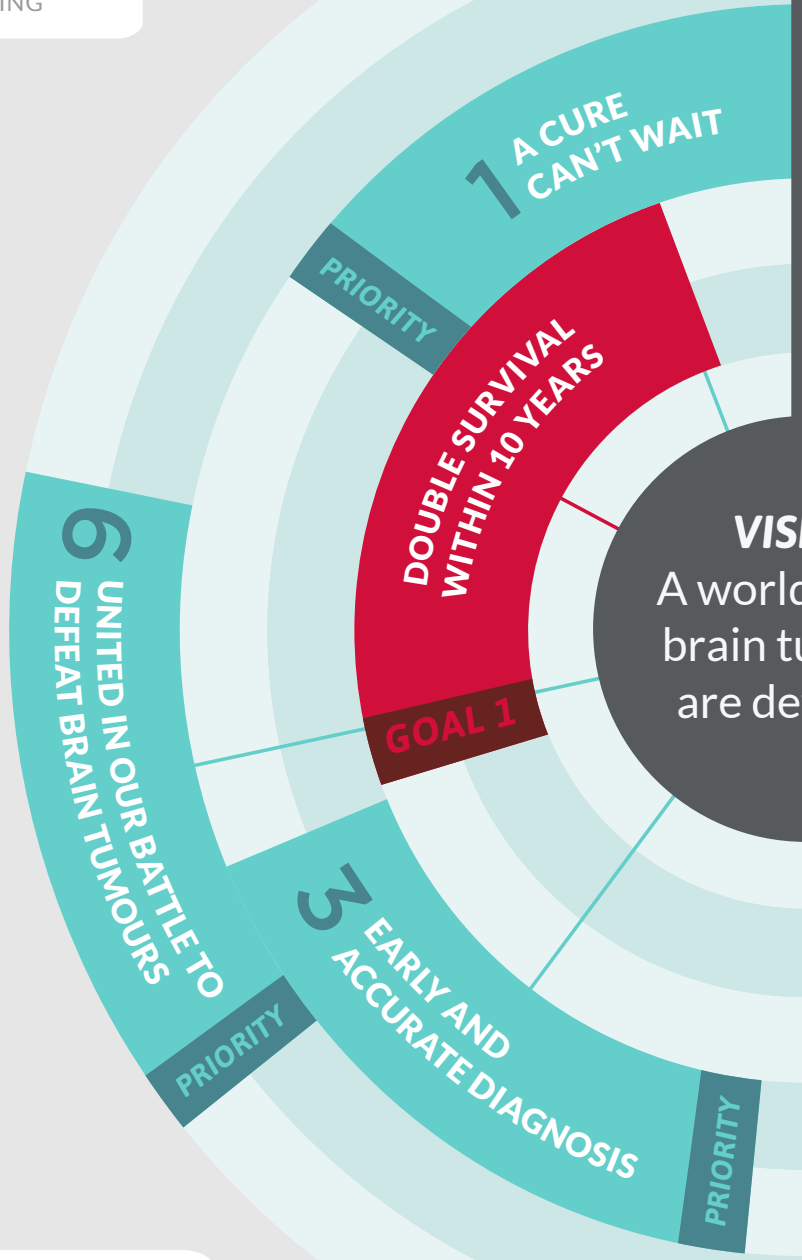 ING
1
A CURE
CAN'T WAIT
PRIORITY
DOUBLE SURVIVAL
WITHIN 10 YEARS
GOAL 1
6
UNITED IN OUR BATTLE TO
DEFEAT BRAIN TUMOURS
PRIORITY
3
EARLY AND
ACCURATE DIAGNOSIS
PRIORITY
VISI
A world
brain tu
are de